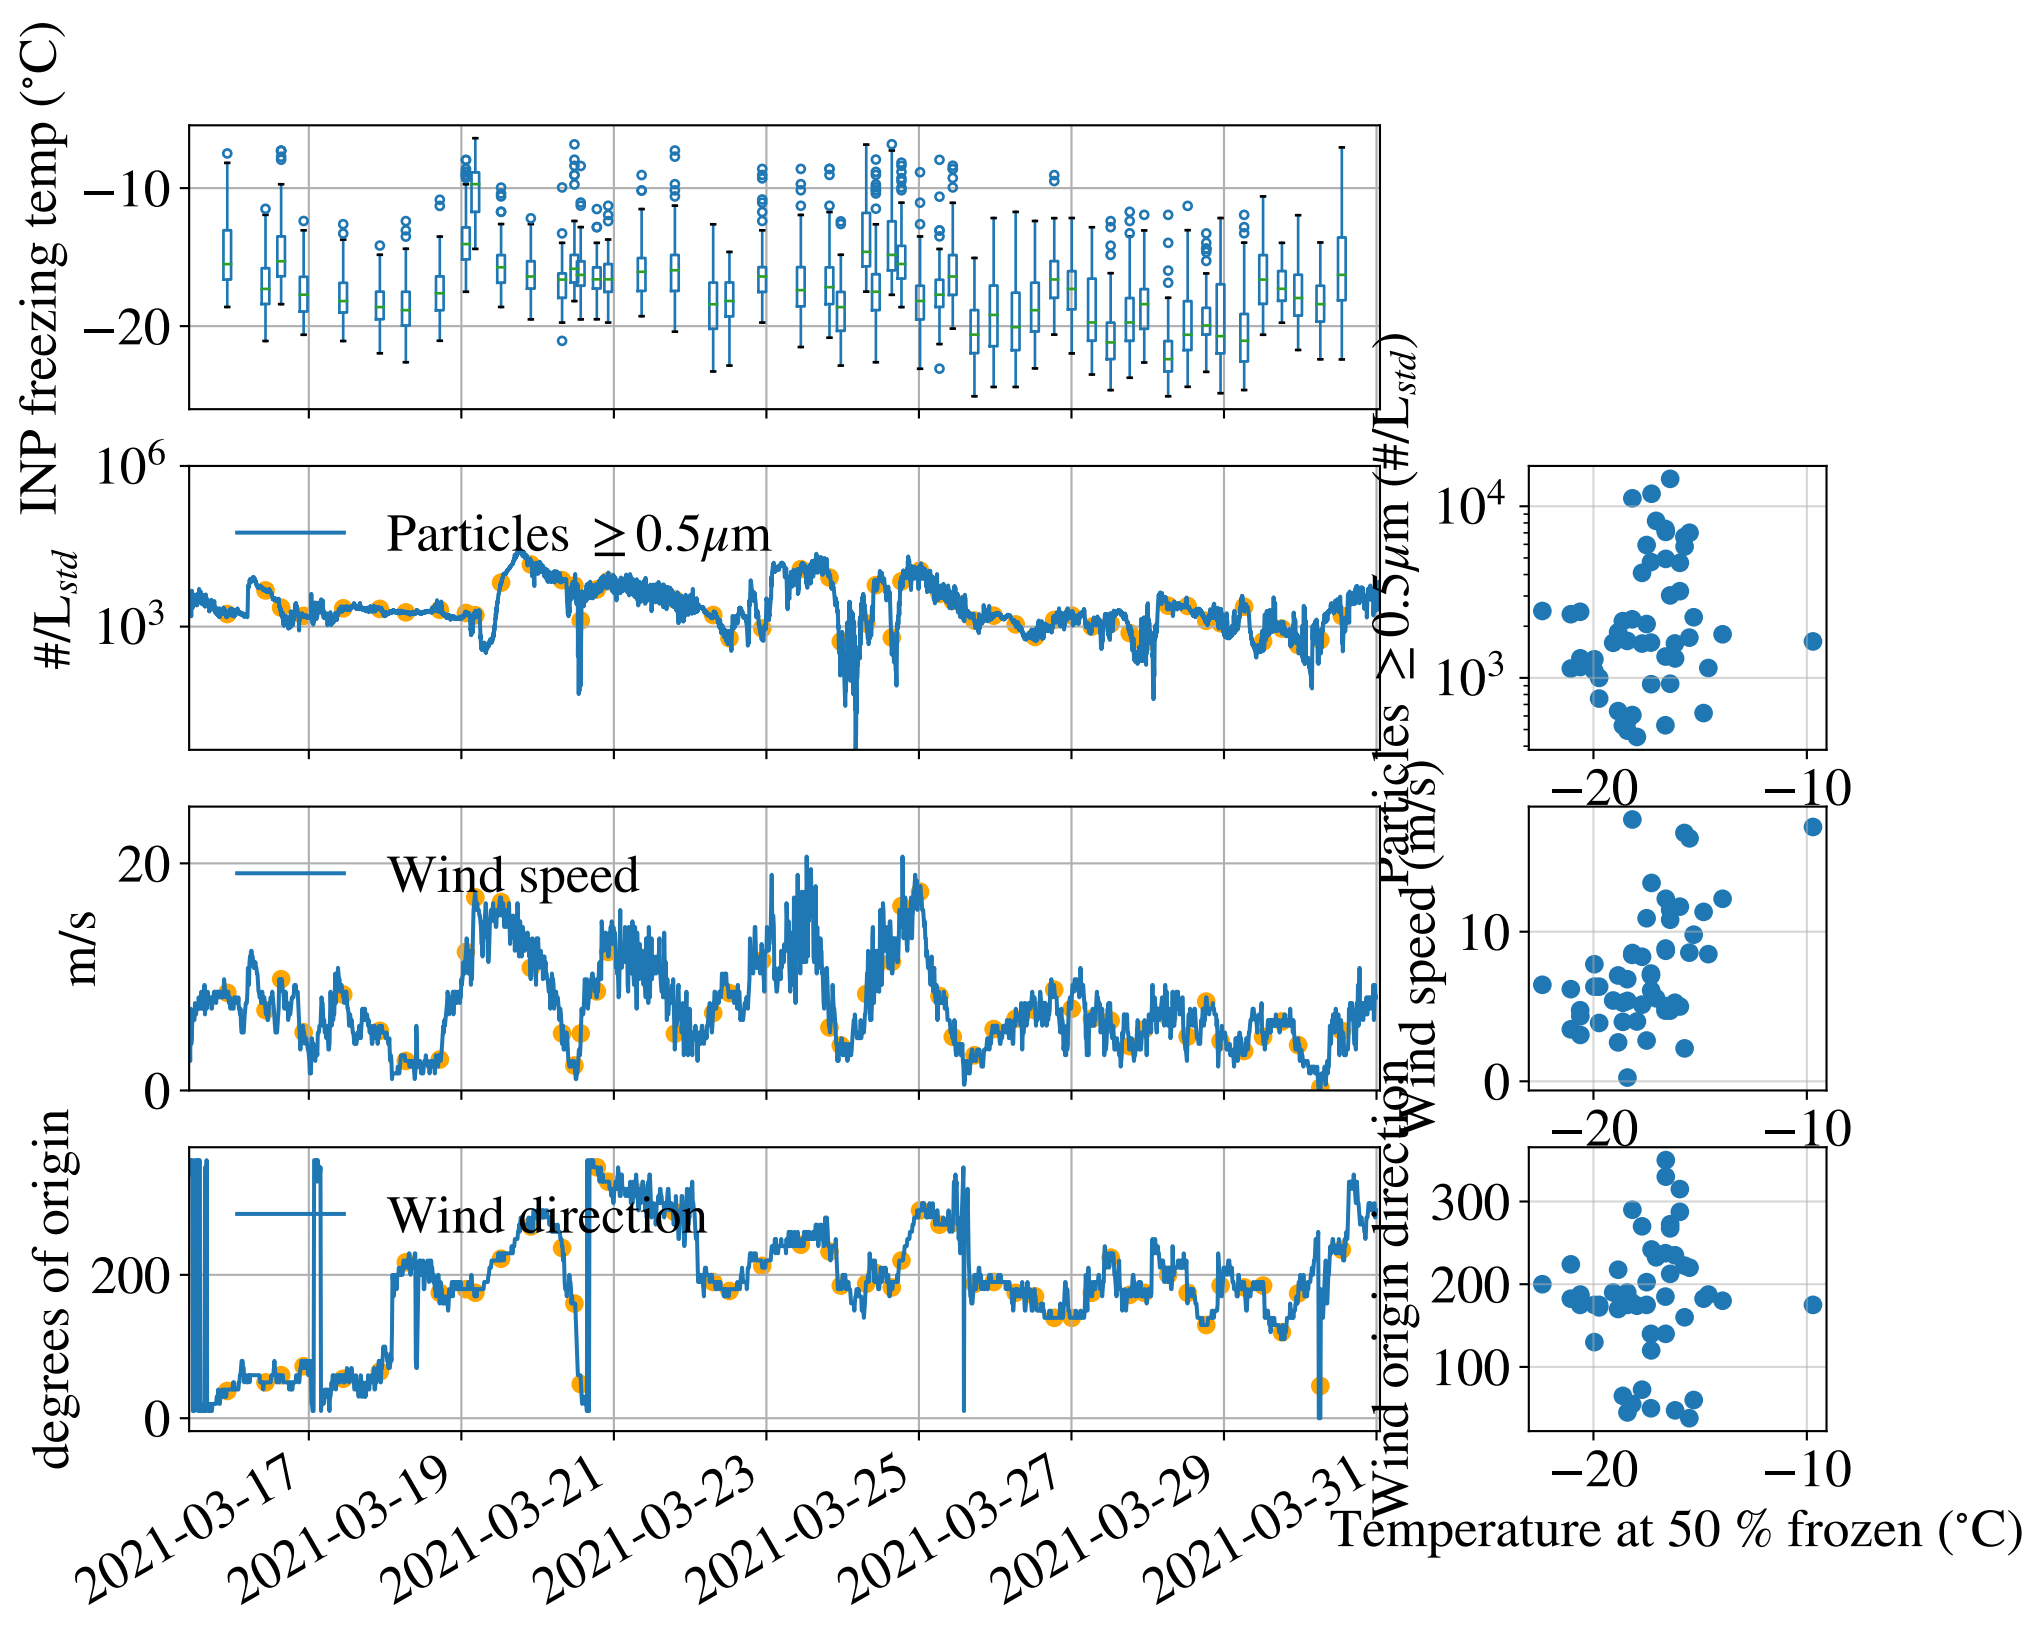 INP freezing temp (°C)
−10
−20
#/Lstd
10^6
10^3
Particles ≥0.5μm
Particles ≥0.5μm (#/Lstd)
10^4
10^3
−20
−10
m/s
20
0
Wind speed
Wind speed (m/s)
10
0
−20
−10
degrees of origin
200
0
Wind direction
Wind origin direction
300
200
100
−20
−10
2021-03-17
2021-03-19
2021-03-21
2021-03-23
2021-03-25
2021-03-27
2021-03-29
2021-03-31
Temperature at 50 % frozen (°C)